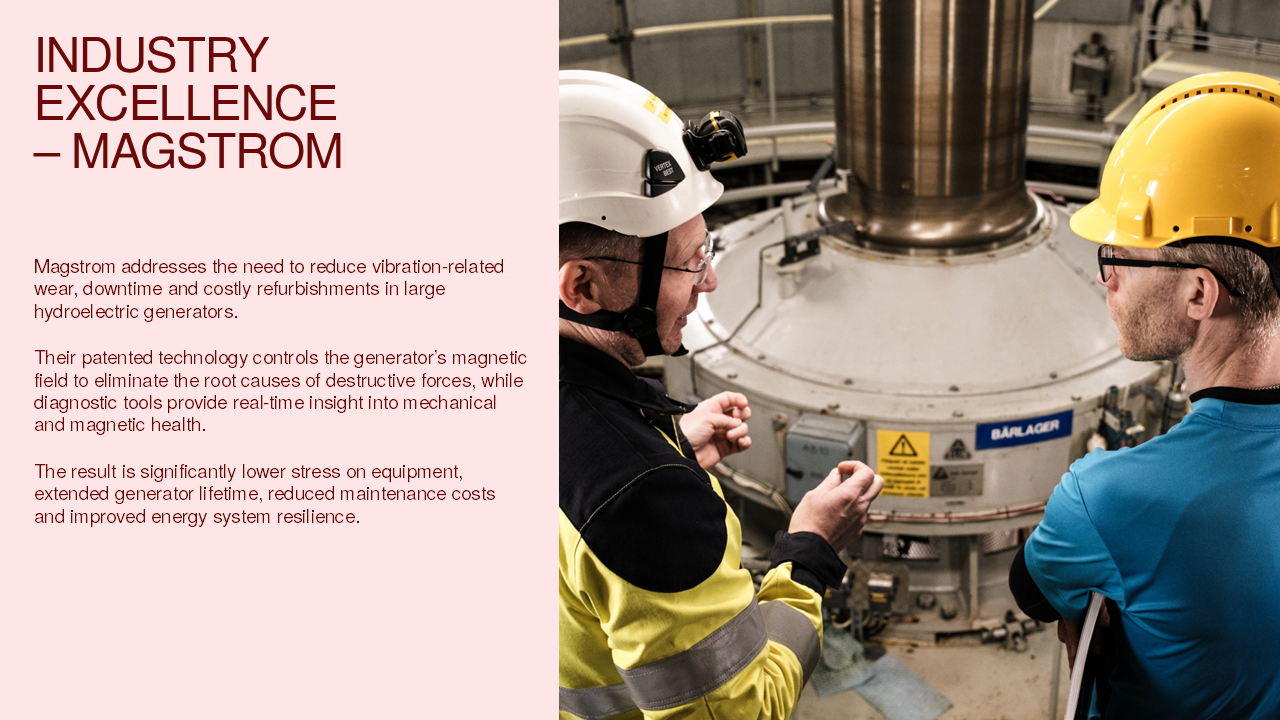 INDUSTRY
EXCELLENCE
– MAGSTROM
Magstrom addresses the need to reduce vibration-related
wear, downtime and costly refurbishments in large
hydroelectric generators.
Their patented technology controls the generator’s magnetic
field to eliminate the root causes of destructive forces, while
diagnostic tools provide real-time insight into mechanical
and magnetic health.
The result is significantly lower stress on equipment,
extended generator lifetime, reduced maintenance costs
and improved energy system resilience.
VERTEX
BEST
BÄRLAGER
AS10